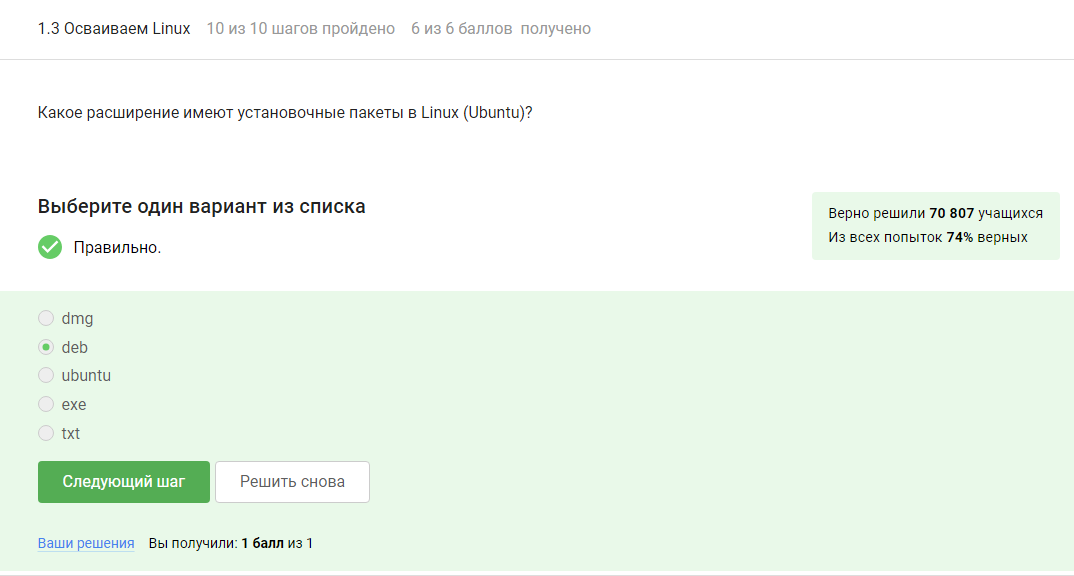 1.3 Осваиваем Linux 10 из 10 шагов пройдено 6 из 6 баллов получено
Какое расширение имеют установочные пакеты в Linux (Ubuntu)?
Выберите один вариант из списка
Правильно.
Верно решили 70 807 учащихся
Из всех попыток 74% верных
dmg
deb
ubuntu
exe
txt
Следующий шаг Решить снова
Ваши решения Вы получили: 1 балл из 1